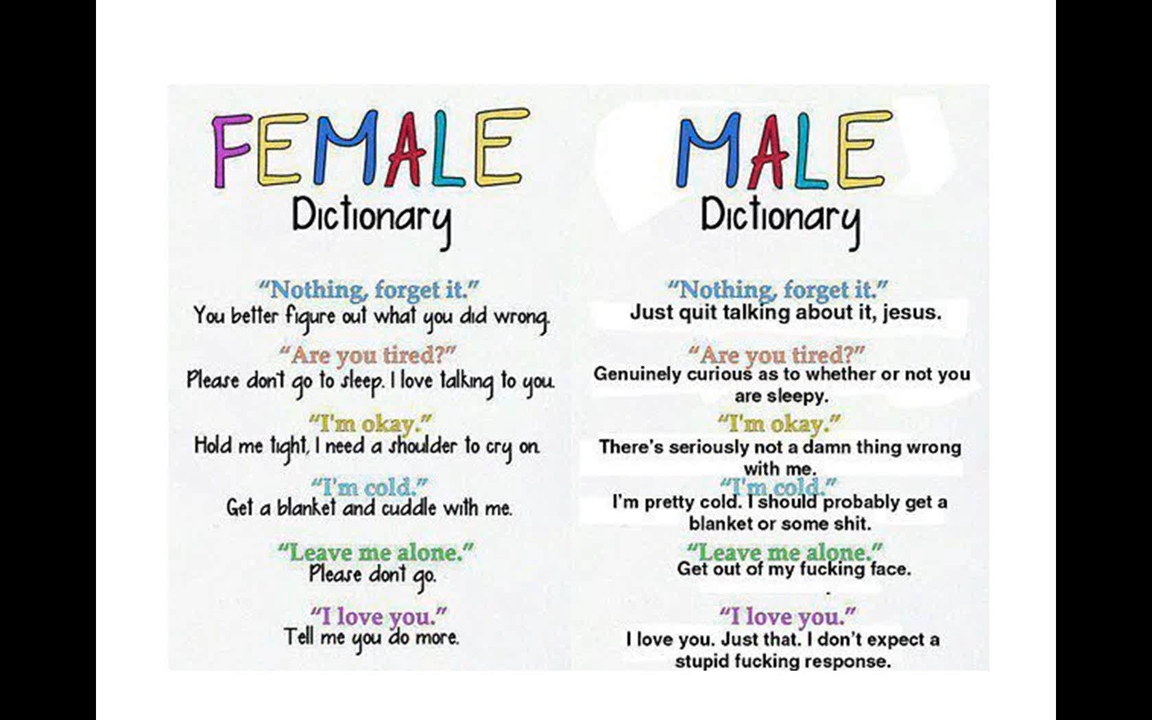 FEMALE
Dictionary
“Nothing, forget it.”
You better figure out what you did wrong.
“Are you tired?”
Please don't go to sleep. I love talking to you.
“I'm okay.”
Hold me tight, I need a shoulder to cry on.
“I'm cold.”
Get a blanket and cuddle with me.
“Leave me alone.”
Please don't go.
“I love you.”
Tell me you do more.
MALE
Dictionary
“Nothing, forget it.”
Just quit talking about it, jesus.
“Are you tired?”
Genuinely curious as to whether or not you
are sleepy.
“I'm okay.”
There's seriously not a damn thing wrong
with me.
“I'm cold.”
I'm pretty cold. I should probably get a
blanket or some shit.
“Leave me alone.”
Get out of my fucking face.
“I love you.”
I love you. Just that. I don't expect a
stupid fucking response.